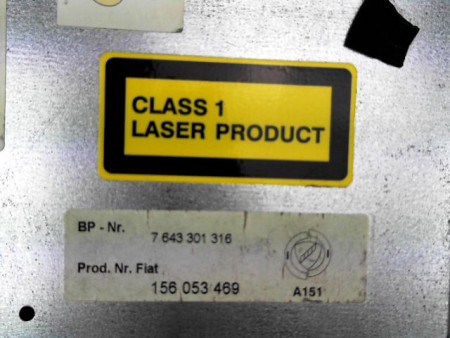 CLASS 1
LASER PRODUCT
BP - Nr. 7 643 301 316
Prod. Nr. Fiat
156 053 469
A151